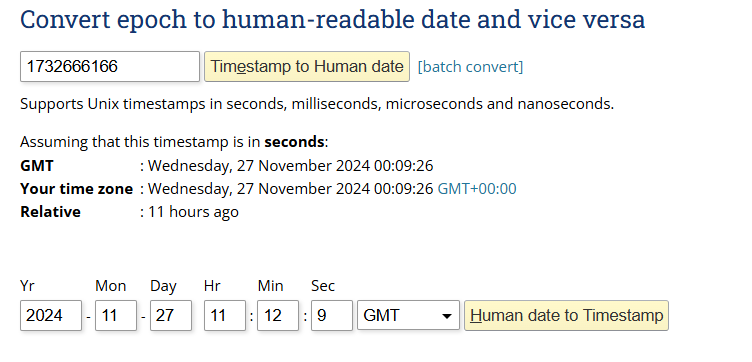 Convert epoch to human-readable date and vice versa
1732666166 Timestamp to Human date [batch convert]
Supports Unix timestamps in seconds, milliseconds, microseconds and nanoseconds.
Assuming that this timestamp is in seconds:
GMT : Wednesday, 27 November 2024 00:09:26
Your time zone : Wednesday, 27 November 2024 00:09:26 GMT+00:00
Relative : 11 hours ago
Yr Mon Day Hr Min Sec
2024 - 11 - 27 11 : 12 : 9 GMT Human date to Timestamp